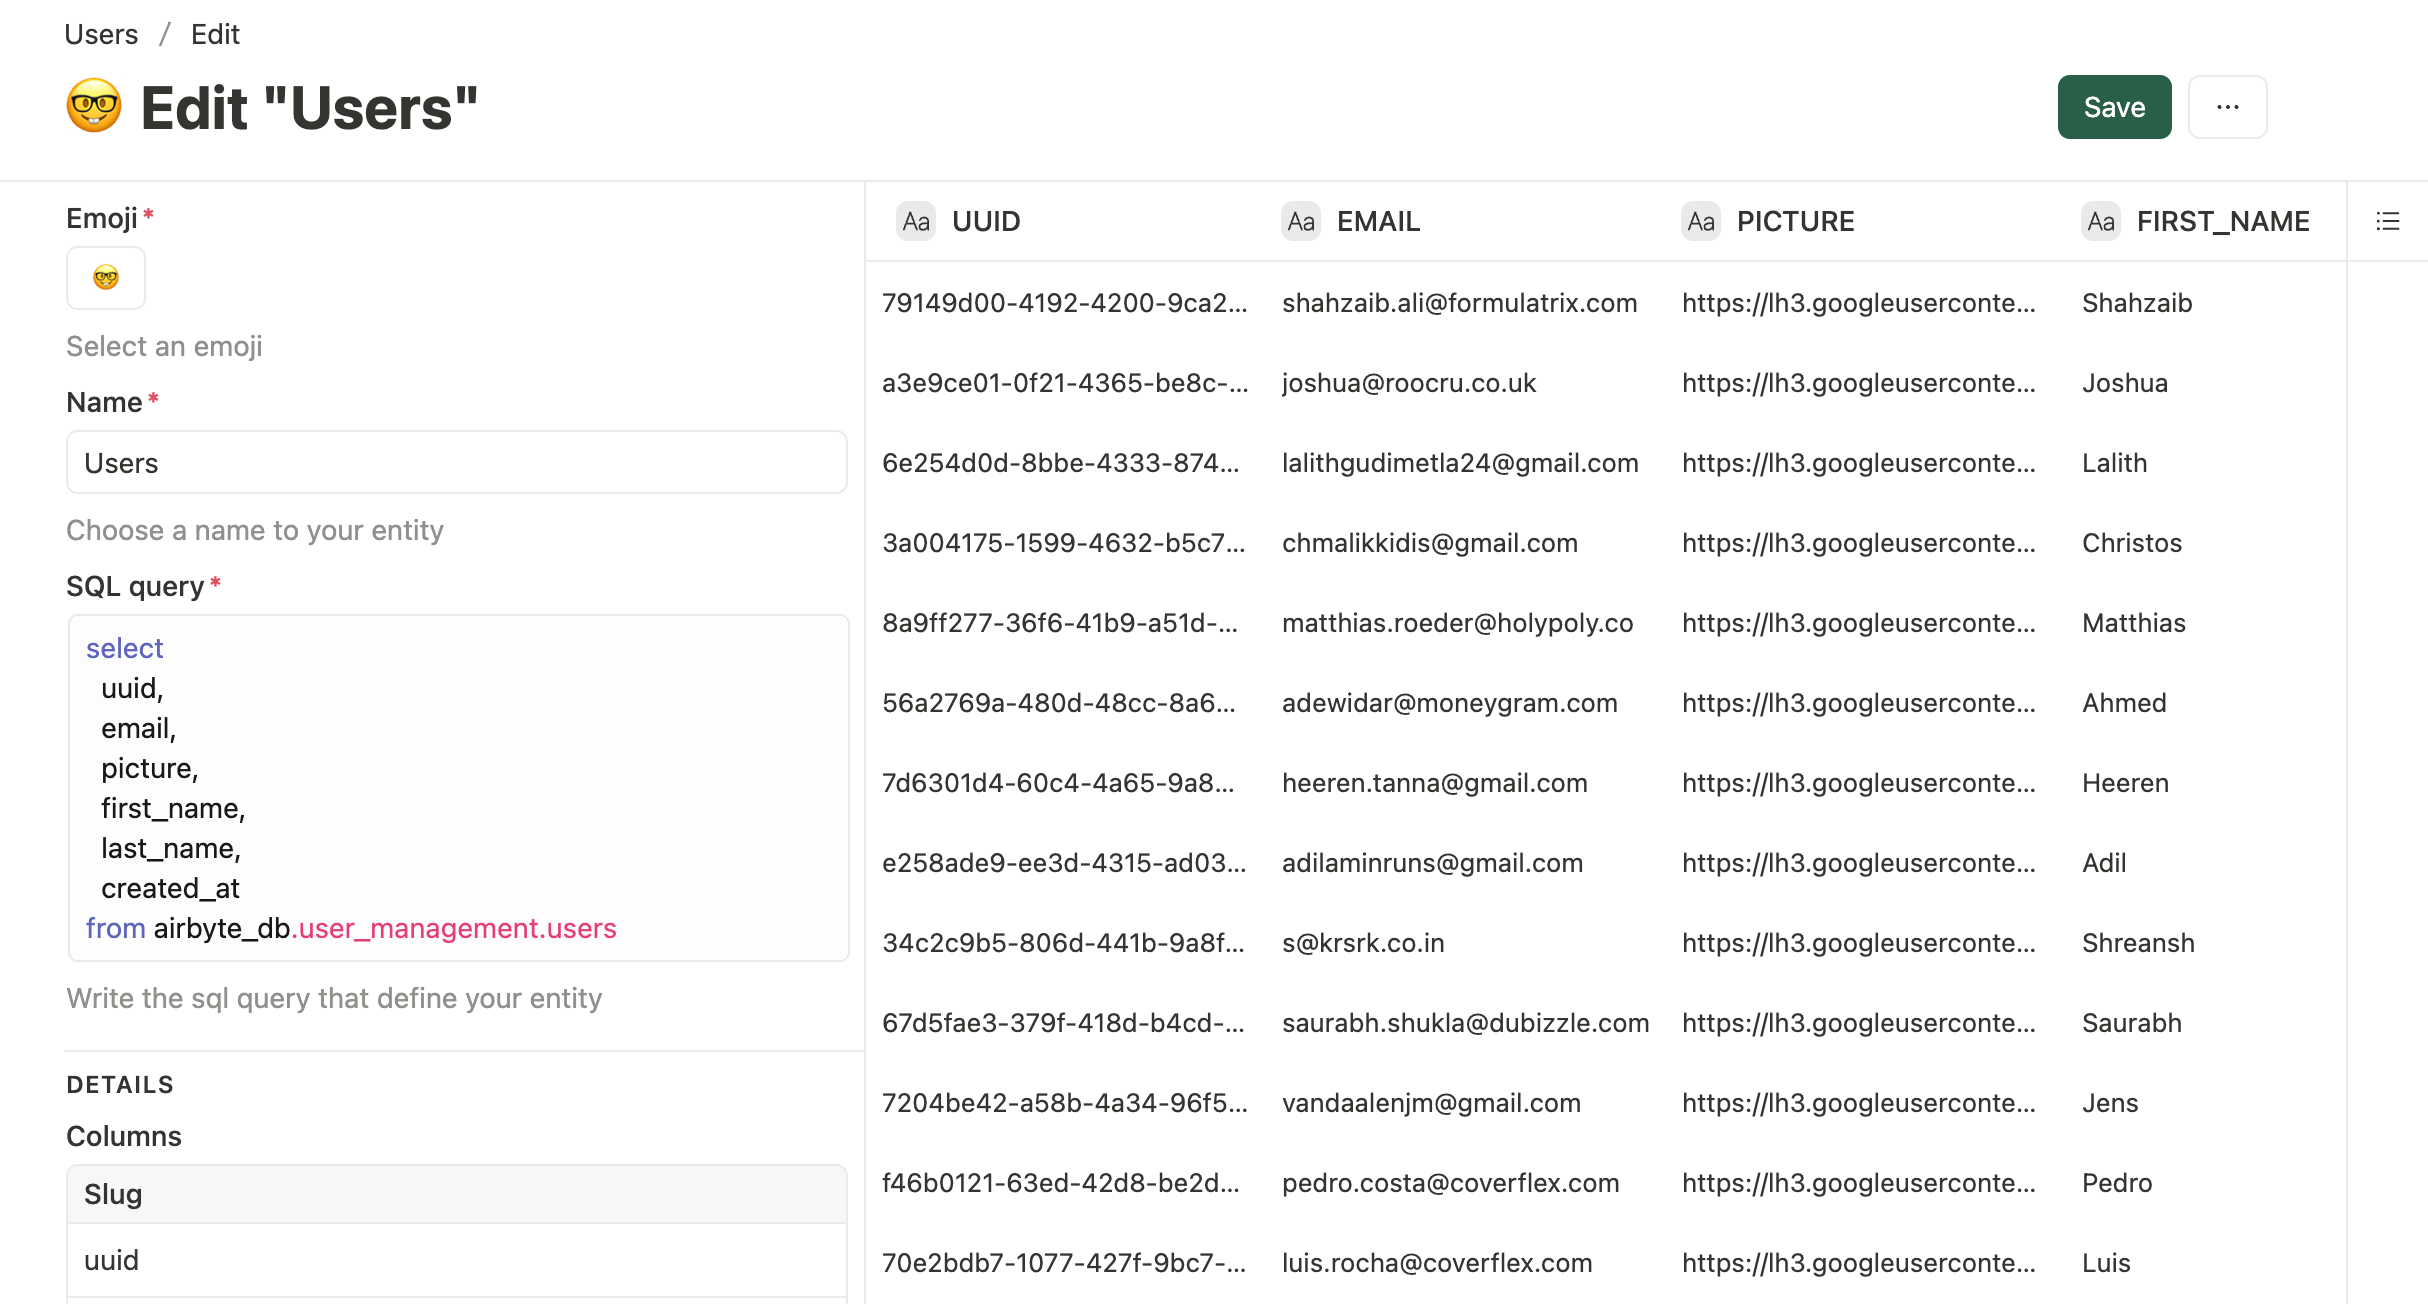 Users / Edit
Edit "Users"
Save
...
Emoji*
Select an emoji
Name*
Users
Choose a name to your entity
SQL query*
select
uuid,
email,
picture,
first_name,
last_name,
created_at
from airbyte_db.user_management.users
Write the sql query that define your entity
DETAILS
Columns
Slug
uuid
Aa UUID Aa EMAIL Aa PICTURE Aa FIRST_NAME
79149d00-4192-4200-9ca2... shahzaib.ali@formulatrix.com https://lh3.googleuserconte... Shahzaib
a3e9ce01-0f21-4365-be8c-... joshua@roocru.co.uk https://lh3.googleuserconte... Joshua
6e254d0d-8bbe-4333-874... lalithgudimetla24@gmail.com https://lh3.googleuserconte... Lalith
3a004175-1599-4632-b5c7... chmalikkidis@gmail.com https://lh3.googleuserconte... Christos
8a9ff277-36f6-41b9-a51d-... matthias.roeder@holypoly.co https://lh3.googleuserconte... Matthias
56a2769a-480d-48cc-8a6... adewidar@moneygram.com https://lh3.googleuserconte... Ahmed
7d6301d4-60c4-4a65-9a8... heeren.tanna@gmail.com https://lh3.googleuserconte... Heeren
e258ade9-ee3d-4315-ad03... adilaminruns@gmail.com https://lh3.googleuserconte... Adil
34c2c9b5-806d-441b-9a8f... s@krsrk.co.in https://lh3.googleuserconte... Shreansh
67d5fae3-379f-418d-b4cd-... saurabh.shukla@dubizzle.com https://lh3.googleuserconte... Saurabh
7204be42-a58b-4a34-96f5... vandaalenjm@gmail.com https://lh3.googleuserconte... Jens
f46b0121-63ed-42d8-be2d... pedro.costa@coverflex.com https://lh3.googleuserconte... Pedro
70e2bdb7-1077-427f-9bc7-... luis.rocha@coverflex.com https://lh3.googleuserconte... Luis